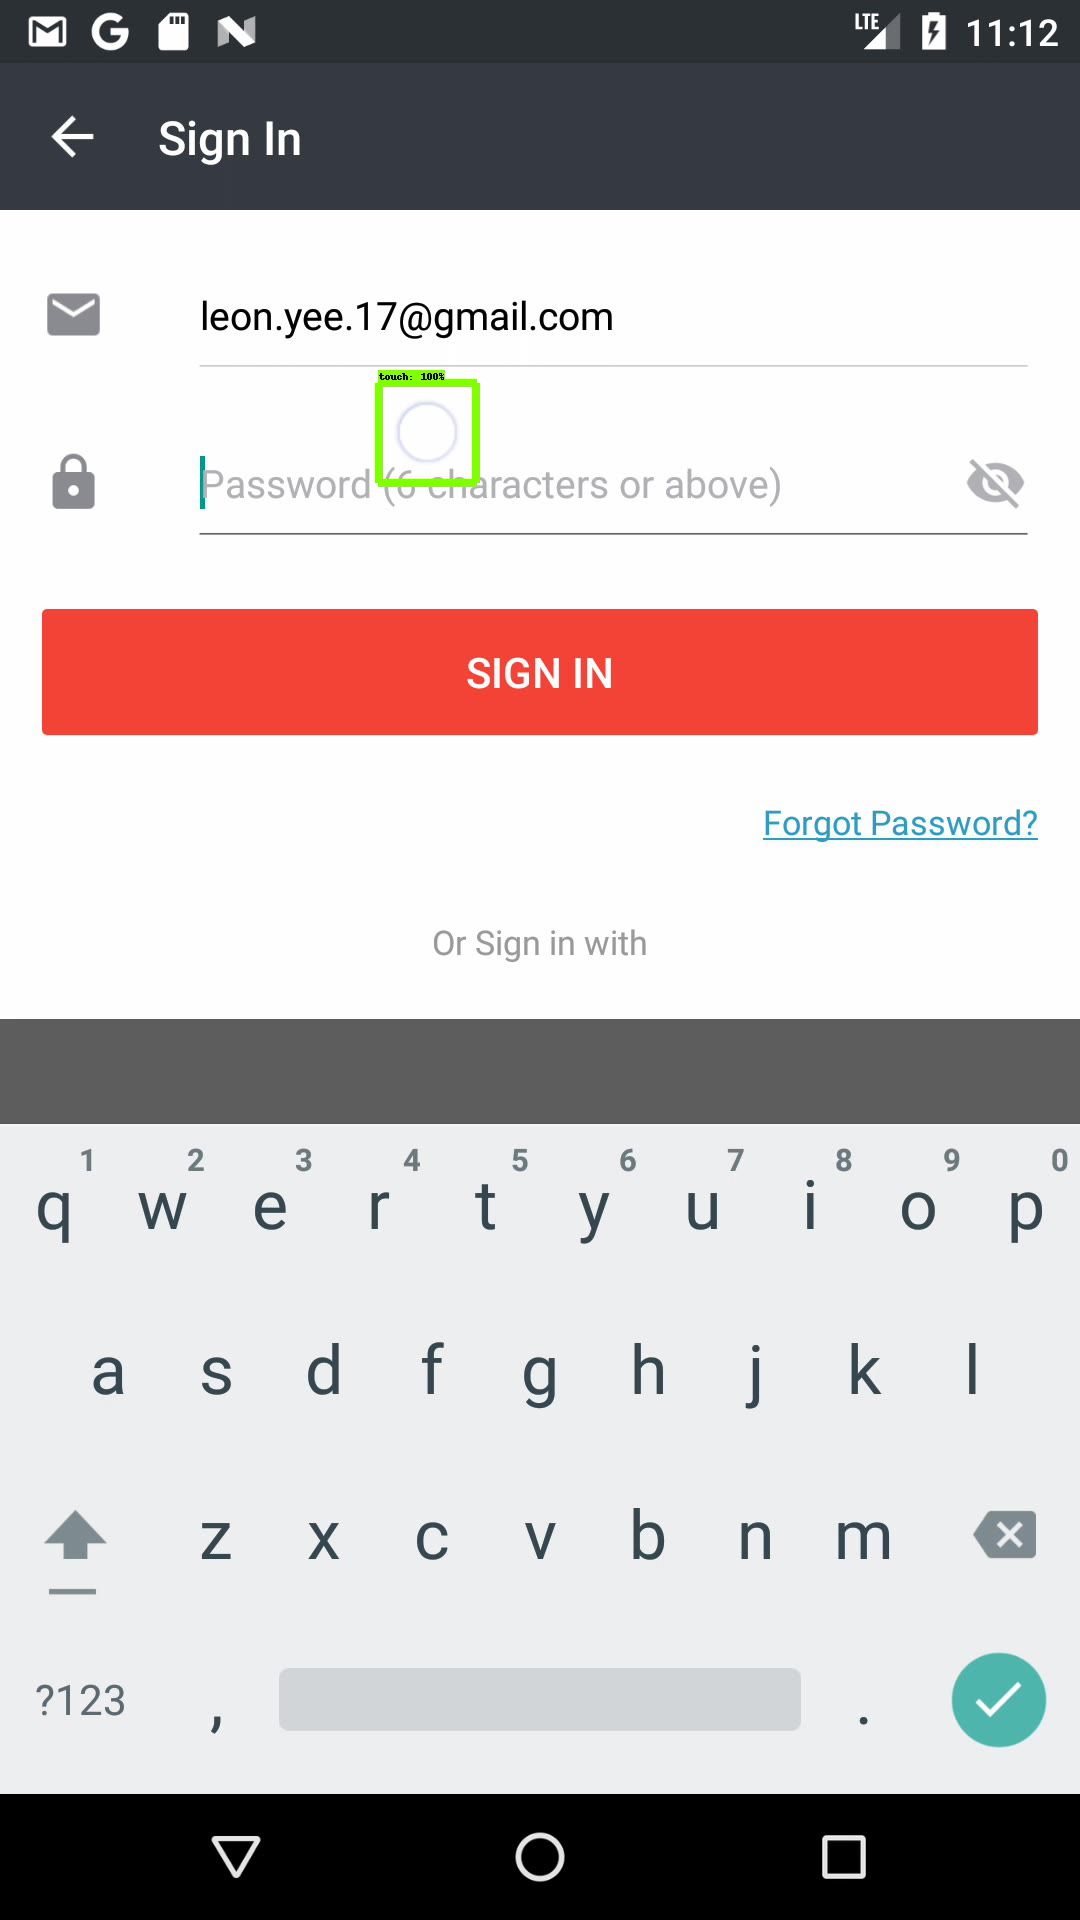 LTE 11:12
Sign In
leon.yee.17@gmail.com
touch: 100%
Password (6 characters or above)
SIGN IN
Forgot Password?
Or Sign in with
1 2 3 4 5 6 7 8 9 0
q w e r t y u i o p
a s d f g h j k l
z x c v b n m
?123 , .